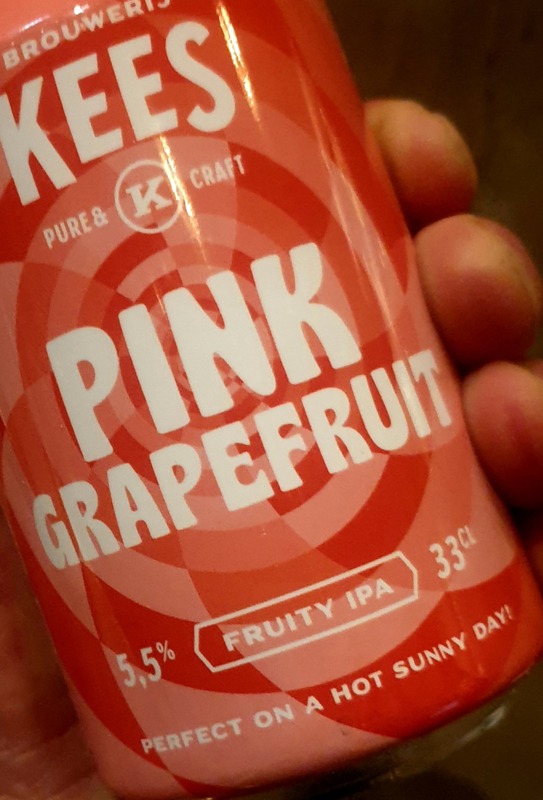 BROUWERIJ
KEES
PURE & K CRAFT
PINK
GRAPEFRUIT
5,5% FRUITY IPA 33CL
PERFECT ON A HOT SUNNY DAY!